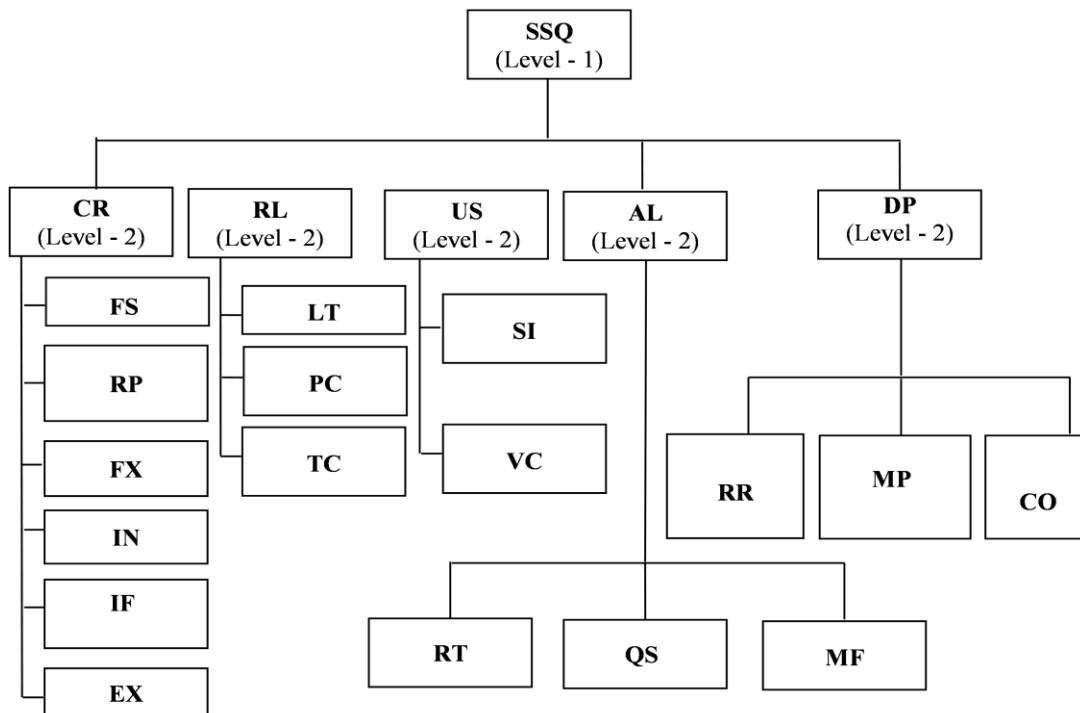 SSQ
(Level - 1)
CR
(Level - 2)
RL
(Level - 2)
US
(Level - 2)
AL
(Level - 2)
DP
(Level - 2)
FS
RP
FX
IN
IF
EX
LT
PC
TC
SI
VC
RT
QS
MF
RR
MP
CO